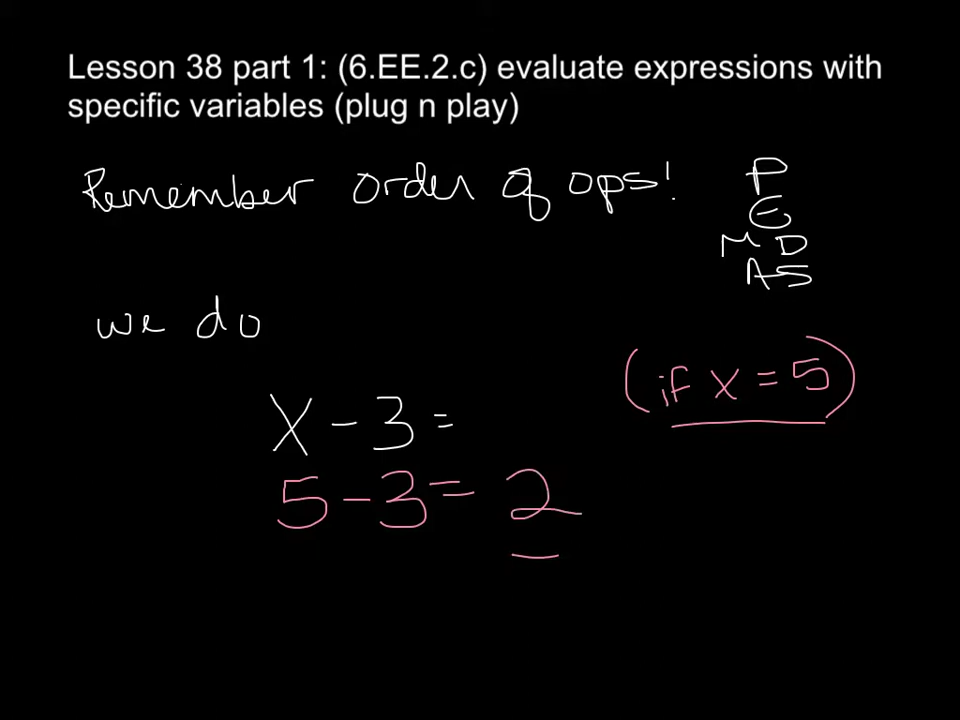 Lesson 38 part 1: (6.EE.2.c) evaluate expressions with
specific variables (plug n play)
Remember order of ops!
P
E
M D
AS
we do
(if x = 5)
x - 3 =
5 - 3 = 2